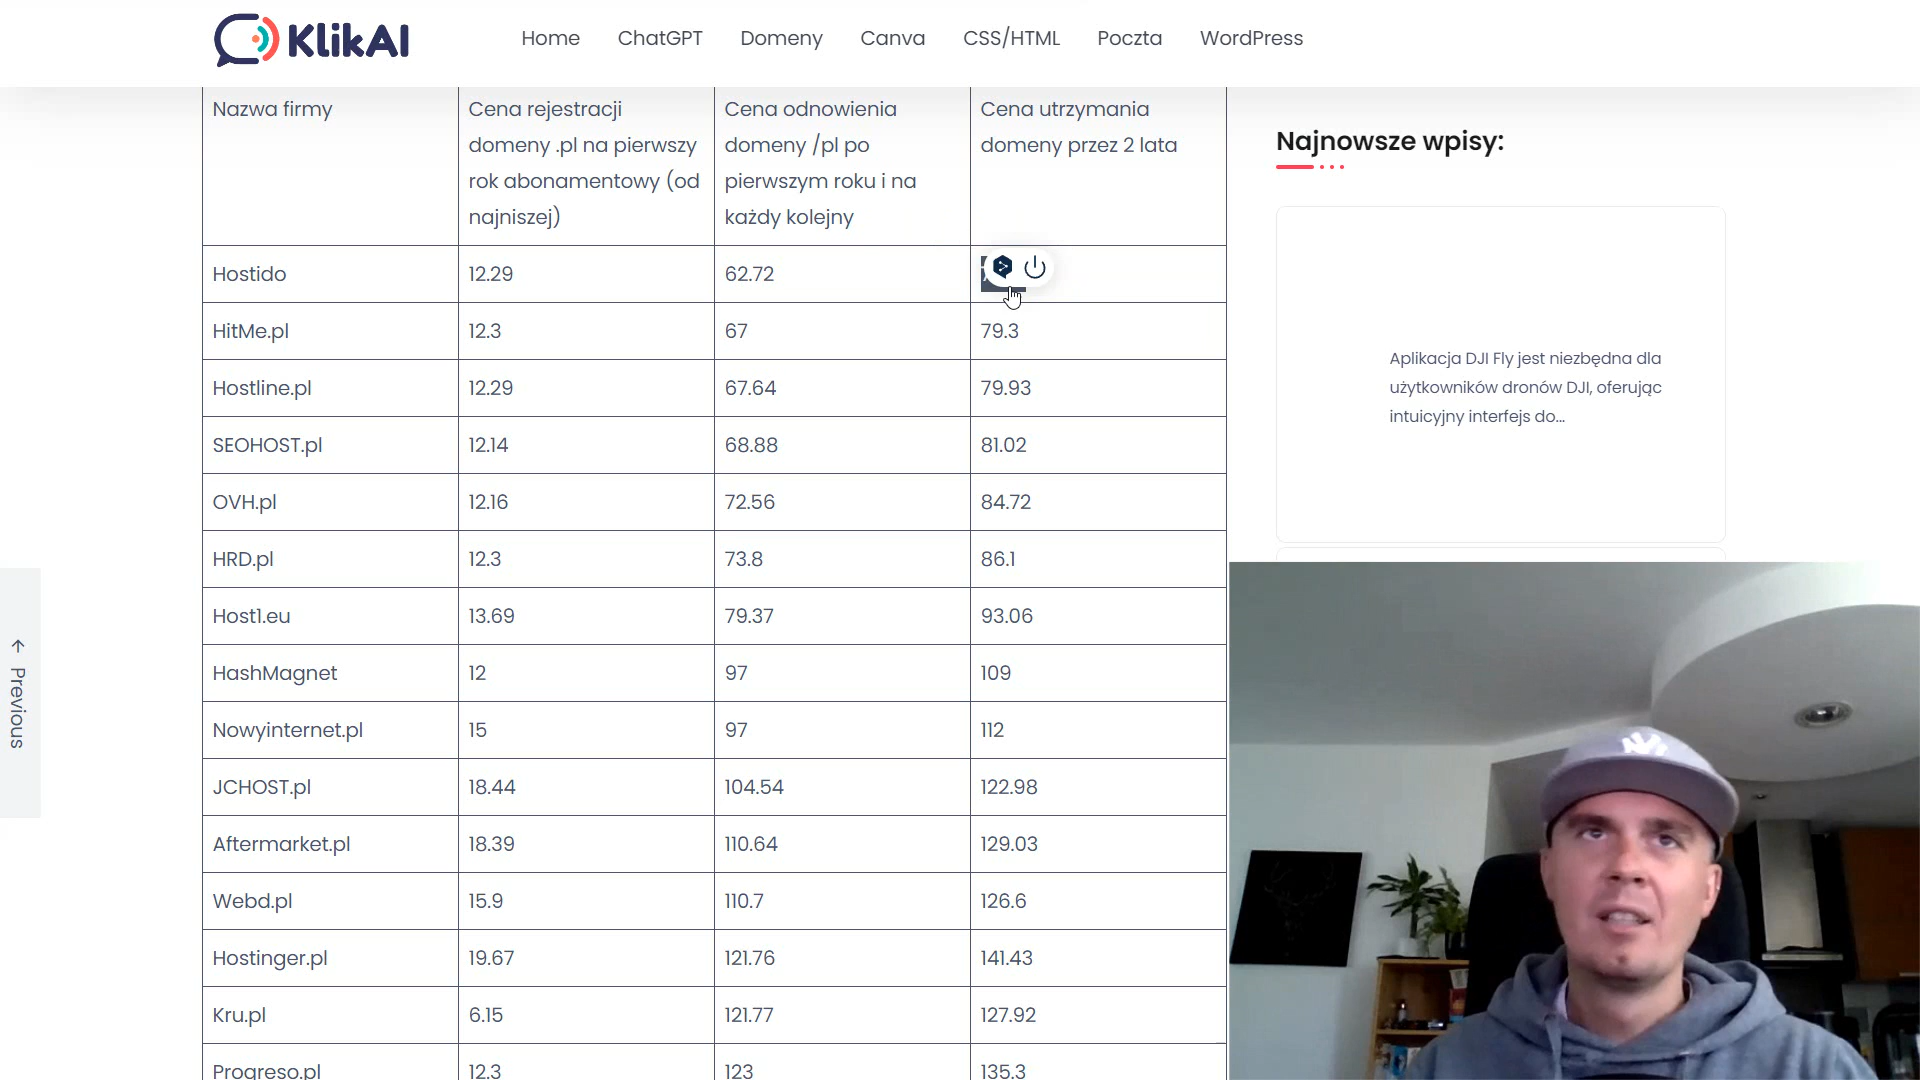 KlikAI
Home ChatGPT Domeny Canva CSS/HTML Poczta WordPress
Nazwa firmy
Cena rejestracji
domeny .pl na pierwszy
rok abonamentowy (od
najniszej)
Cena odnowienia
domeny /pl po
pierwszym roku i na
każdy kolejny
Cena utrzymania
domeny przez 2 lata
Hostido 12.29 62.72
HitMe.pl 12.3 67 79.3
Hostline.pl 12.29 67.64 79.93
SEOHOST.pl 12.14 68.88 81.02
OVH.pl 12.16 72.56 84.72
HRD.pl 12.3 73.8 86.1
Host1.eu 13.69 79.37 93.06
HashMagnet 12 97 109
Nowyinternet.pl 15 97 112
JCHOST.pl 18.44 104.54 122.98
Aftermarket.pl 18.39 110.64 129.03
Webd.pl 15.9 110.7 126.6
Hostinger.pl 19.67 121.76 141.43
Kru.pl 6.15 121.77 127.92
Progreso.pl 12.3 123 135.3
Najnowsze wpisy:
Aplikacja DJI Fly jest niezbędna dla
użytkowników dronów DJI, oferując
intuicyjny interfejs do...
← Previous